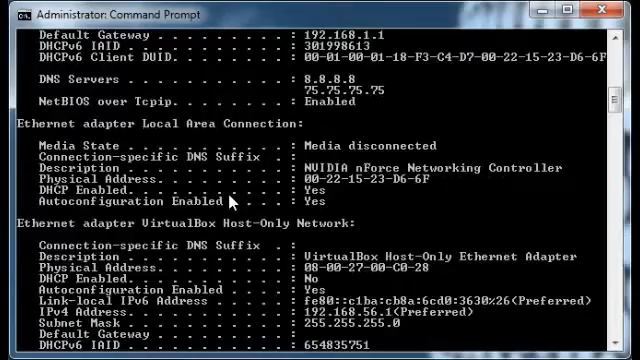 Administrator: Command Prompt
Default Gateway . . . . . . . . . : 192.168.1.1
DHCPv6 IAID . . . . . . . . . . . : 301998613
DHCPv6 Client DUID. . . . . . . . : 00-01-00-01-18-F3-C4-D7-00-22-15-23-D6-6F
DNS Servers . . . . . . . . . . . : 8.8.8.8
75.75.75.75
NetBIOS over Tcpip. . . . . . . . : Enabled
Ethernet adapter Local Area Connection:
Media State . . . . . . . . . . . : Media disconnected
Connection-specific DNS Suffix  . :
Description . . . . . . . . . . . : NVIDIA nForce Networking Controller
Physical Address. . . . . . . . . : 00-22-15-23-D6-6F
DHCP Enabled. . . . . . . . . . . : Yes
Autoconfiguration Enabled . . . . : Yes
Ethernet adapter VirtualBox Host-Only Network:
Connection-specific DNS Suffix  . :
Description . . . . . . . . . . . : VirtualBox Host-Only Ethernet Adapter
Physical Address. . . . . . . . . : 08-00-27-00-C0-28
DHCP Enabled. . . . . . . . . . . : No
Autoconfiguration Enabled . . . . : Yes
Link-local IPv6 Address . . . . . : fe80::c1ba:cb8a:6cd0:3630%26(Preferred)
IPv4 Address. . . . . . . . . . . : 192.168.56.1(Preferred)
Subnet Mask . . . . . . . . . . . : 255.255.255.0
Default Gateway . . . . . . . . . :
DHCPv6 IAID . . . . . . . . . . . : 654835751